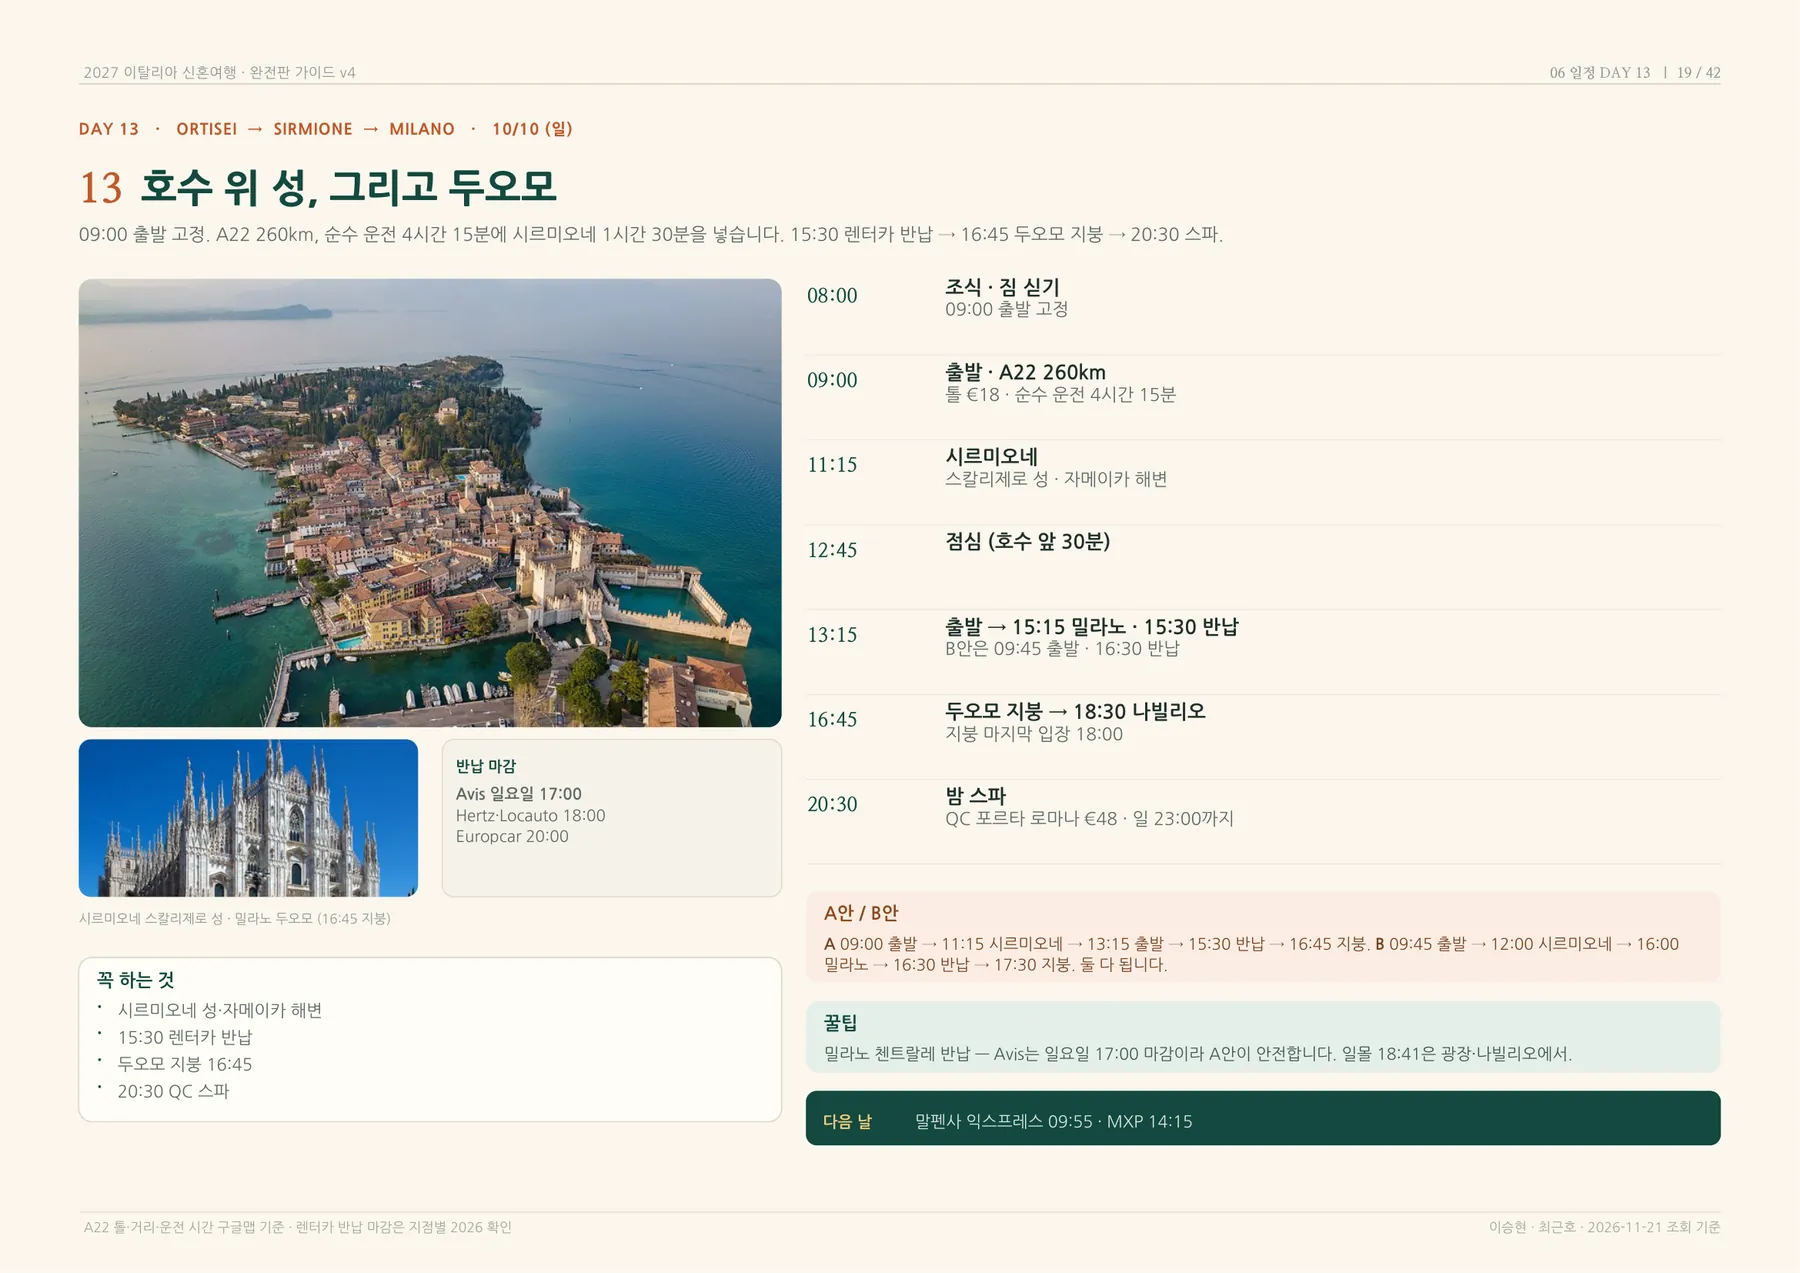 2027 이탈리아 신혼여행 · 완전판 가이드 v4
06 일정 DAY 13 | 19 / 42
DAY 13 · ORTISEI → SIRMIONE → MILANO · 10/10 (일)
13 호수 위 성, 그리고 두오모
09:00 출발 고정. A22 260km, 순수 운전 4시간 15분에 시르미오네 1시간 30분을 넣습니다. 15:30 렌터카 반납 → 16:45 두오모 지붕 → 20:30 스파.
반납 마감
Avis 일요일 17:00
Hertz·Locauto 18:00
Europcar 20:00
시르미오네 스칼리제로 성 · 밀라노 두오모 (16:45 지붕)
꼭 하는 것
· 시르미오네 성·자메이카 해변
· 15:30 렌터카 반납
· 두오모 지붕 16:45
· 20:30 QC 스파
08:00 조식 · 짐 싣기
09:00 출발 고정
09:00 출발 · A22 260km
톨 €18 · 순수 운전 4시간 15분
11:15 시르미오네
스칼리제로 성 · 자메이카 해변
12:45 점심 (호수 앞 30분)
13:15 출발 → 15:15 밀라노 · 15:30 반납
B안은 09:45 출발 · 16:30 반납
16:45 두오모 지붕 → 18:30 나빌리오
지붕 마지막 입장 18:00
20:30 밤 스파
QC 포르타 로마나 €48 · 일 23:00까지
A안 / B안
A 09:00 출발 → 11:15 시르미오네 → 13:15 출발 → 15:30 반납 → 16:45 지붕. B 09:45 출발 → 12:00 시르미오네 → 16:00
밀라노 → 16:30 반납 → 17:30 지붕. 둘 다 됩니다.
꿀팁
밀라노 첸트랄레 반납 — Avis는 일요일 17:00 마감이라 A안이 안전합니다. 일몰 18:41은 광장·나빌리오에서.
다음 날 말펜사 익스프레스 09:55 · MXP 14:15
A22 톨·거리·운전 시간 구글맵 기준 · 렌터카 반납 마감은 지점별 2026 확인
이승현 · 최근호 · 2026-11-21 조회 기준